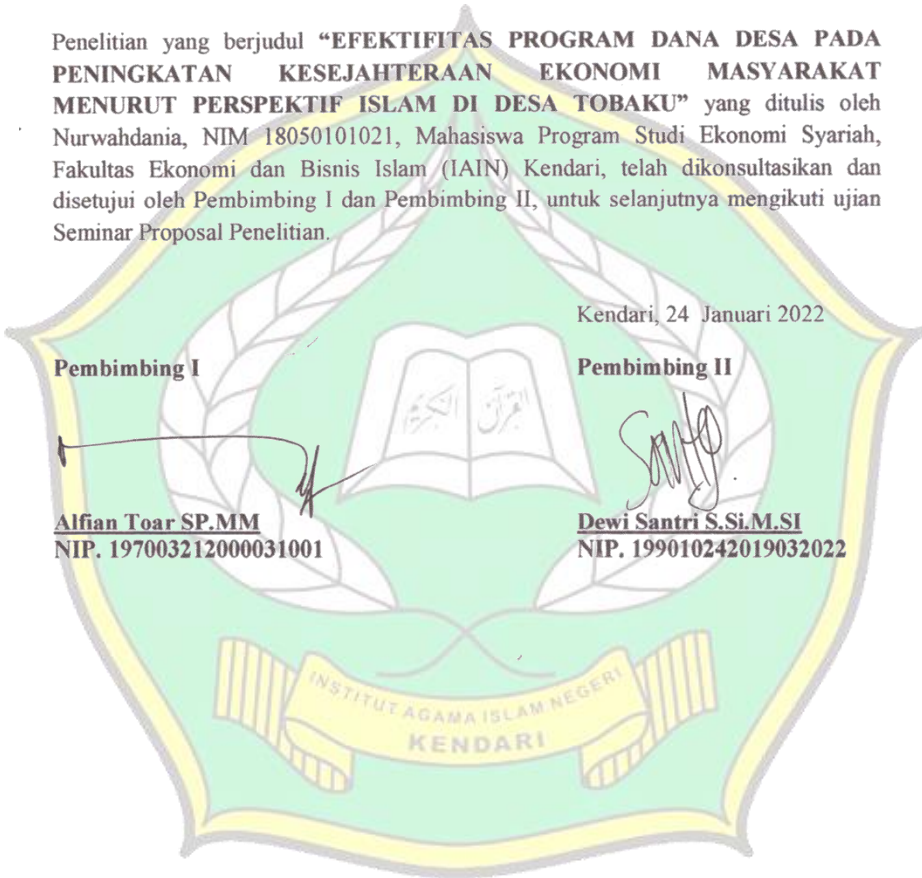 Penelitian yang berjudul “EFEKTIFITAS PROGRAM DANA DESA PADA
PENINGKATAN KESEJAHTERAAN EKONOMI MASYARAKAT
MENURUT PERSPEKTIF ISLAM DI DESA TOBAKU” yang ditulis oleh
Nurwahdania, NIM 18050101021, Mahasiswa Program Studi Ekonomi Syariah,
Fakultas Ekonomi dan Bisnis Islam (IAIN) Kendari, telah dikonsultasikan dan
disetujui oleh Pembimbing I dan Pembimbing II, untuk selanjutnya mengikuti ujian
Seminar Proposal Penelitian.
Kendari, 24 Januari 2022
Pembimbing I
Pembimbing II
القرآن الكريم
Alfian Toar SP.MM
NIP. 197003212000031001
Dewi Santri S.Si.M.SI
NIP. 199010242019032022
INSTITUT AGAMA ISLAM NEGERI
KENDARI